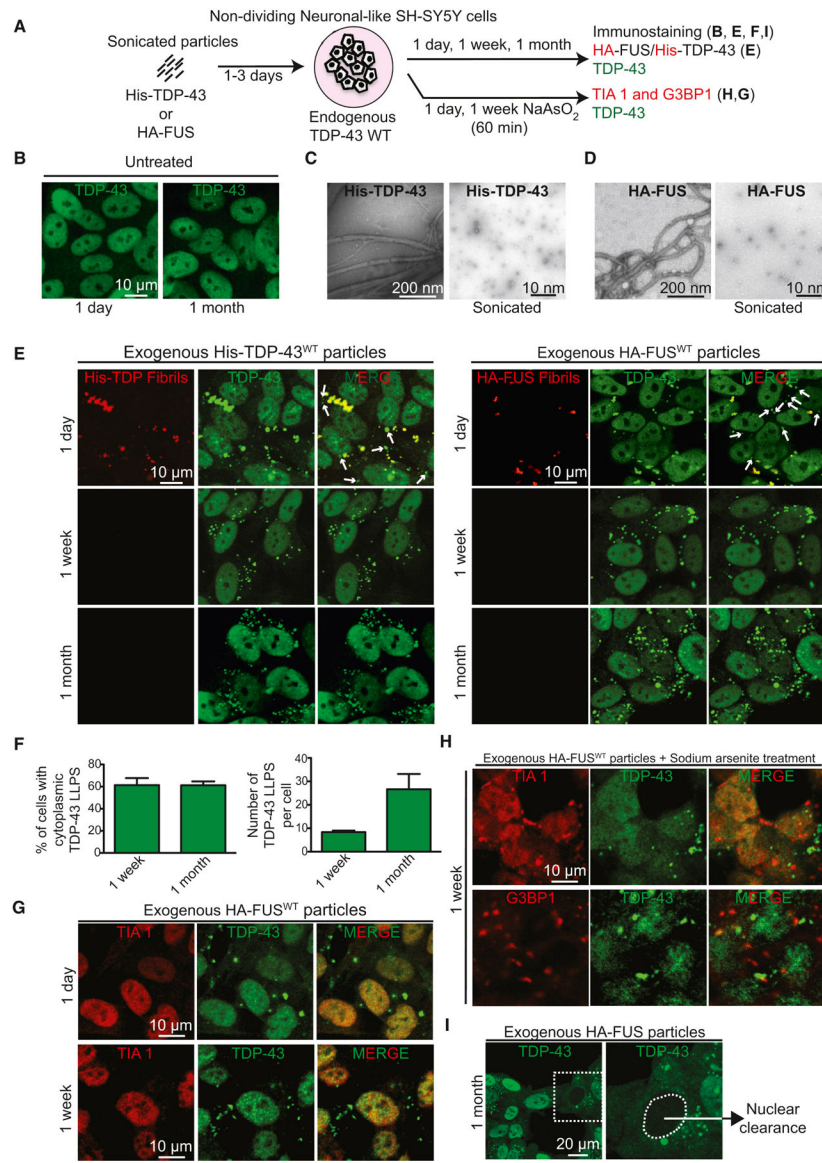 A
Non-dividing Neuronal-like SH-SY5Y cells
Sonicated particles
His-TDP-43
or
HA-FUS
1-3 days
Endogenous
TDP-43 WT
1 day, 1 week, 1 month
1 day, 1 week NaAsO2
(60 min)
Immunostaining (B, E, F,I)
HA-FUS/His-TDP-43 (E)
TDP-43
TIA 1 and G3BP1 (H,G)
TDP-43
B
Untreated
TDP-43
TDP-43
10 µm
1 day
1 month
C
His-TDP-43
His-TDP-43
200 nm
10 nm
Sonicated
D
HA-FUS
HA-FUS
200 nm
10 nm
Sonicated
E
Exogenous His-TDP-43WT particles
His-TDP Fibrils
TDP-43
MERGE
1 day
10 µm
1 week
1 month
Exogenous HA-FUSWT particles
HA-FUS Fibrils
TDP-43
MERGE
10 µm
F
% of cells with
cytoplasmic
TDP-43 LLPS
80
60
40
20
0
1 week
1 month
Number of
TDP-43 LLPS
per cell
40
30
20
10
0
1 week
1 month
G
Exogenous HA-FUSWT particles
TIA 1
TDP-43
MERGE
1 day
10 µm
TIA 1
TDP-43
MERGE
1 week
10 µm
H
Exogenous HA-FUSWT particles + Sodium arsenite treatment
TIA 1
TDP-43
MERGE
10 µm
1 week
G3BP1
TDP-43
MERGE
I
Exogenous HA-FUS particles
TDP-43
TDP-43
1 month
20 µm
Nuclear
clearance